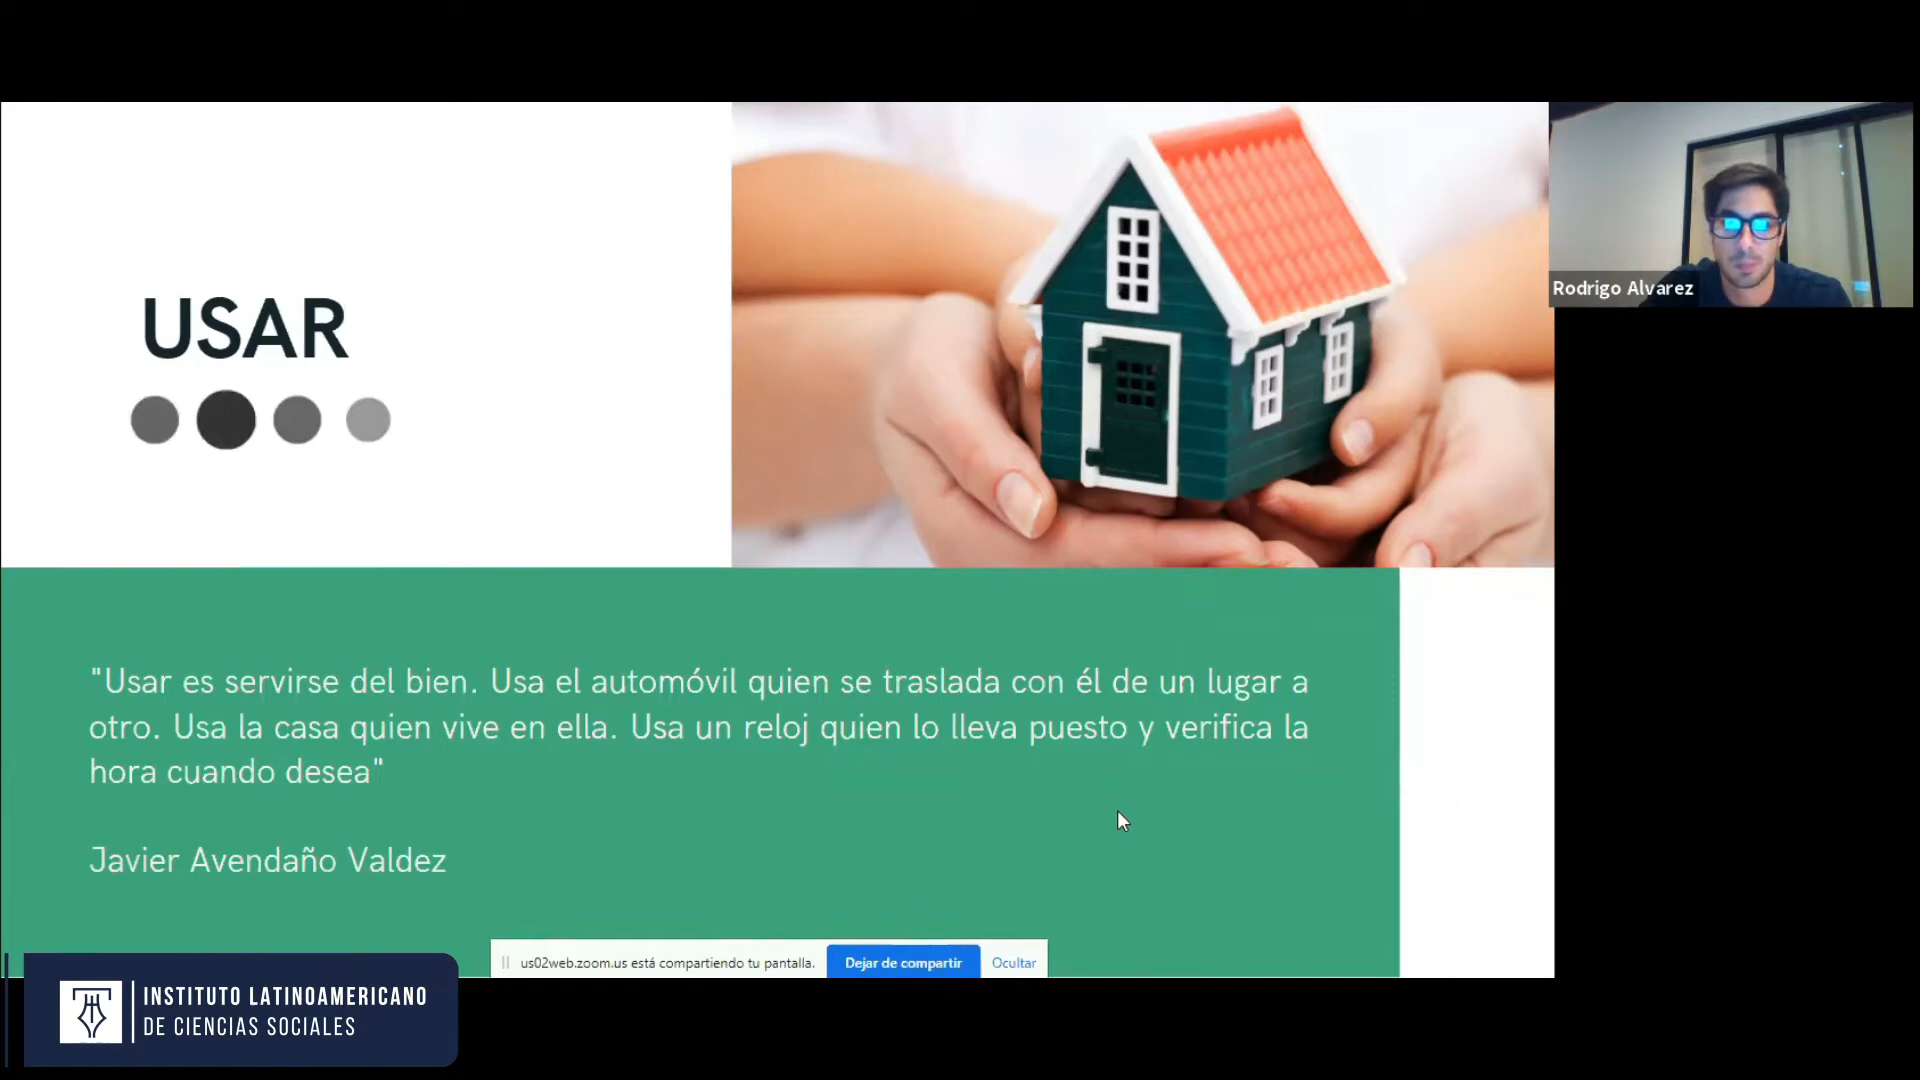 USAR
Rodrigo Alvarez
"Usar es servirse del bien. Usa el automóvil quien se traslada con él de un lugar a
otro. Usa la casa quien vive en ella. Usa un reloj quien lo lleva puesto y verifica la
hora cuando desea"
Javier Avendaño Valdez
us02web.zoom.us está compartiendo tu pantalla. Dejar de compartir Ocultar
INSTITUTO LATINOAMERICANO
DE CIENCIAS SOCIALES